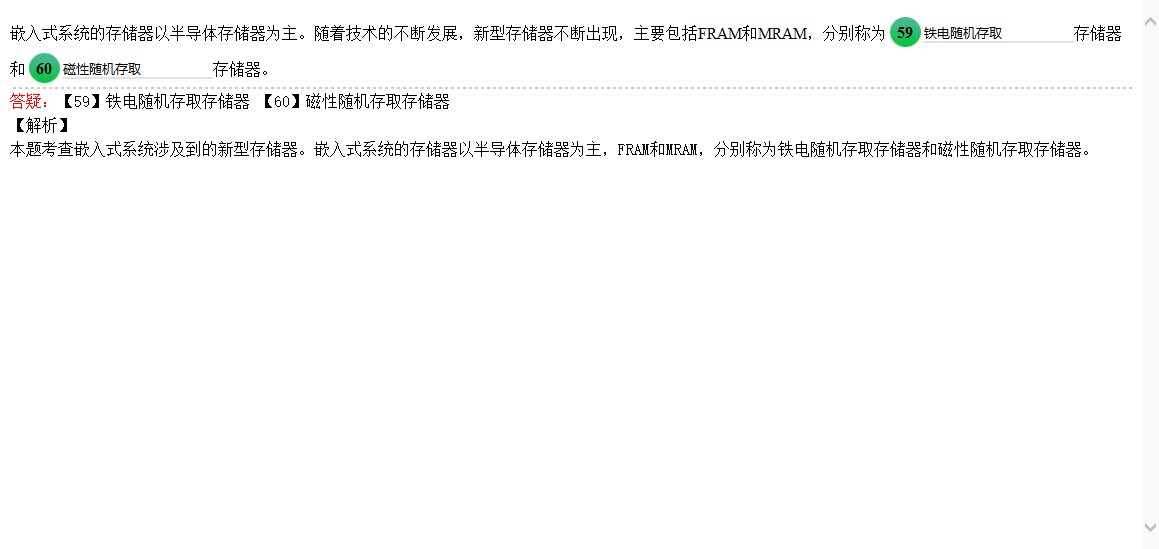 嵌入式系统的存储器以半导体存储器为主。随着技术的不断发展，新型存储器不断出现，主要包括FRAM和MRAM，分别称为 59 铁电随机存取 存储器
和 60 磁性随机存取 存储器。
答疑：【59】铁电随机存取存储器 【60】磁性随机存取存储器
【解析】
本题考查嵌入式系统涉及到的新型存储器。嵌入式系统的存储器以半导体存储器为主，FRAM和MRAM，分别称为铁电随机存取存储器和磁性随机存取存储器。